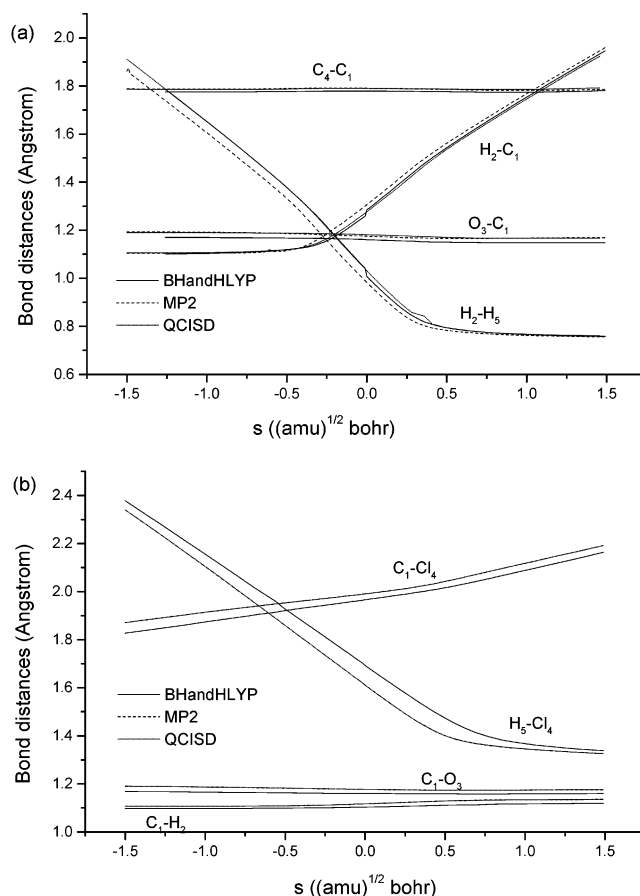 (a)
2.0
1.8
1.6
1.4
1.2
1.0
0.8
0.6
Bond distances (Angstrom)
C4-C1
H2-C1
O3-C1
H2-H5
BHandHLYP
MP2
QCISD
-1.5 -1.0 -0.5 0.0 0.5 1.0 1.5
s ((amu)^1/2 bohr)
(b)
2.4
2.2
2.0
1.8
1.6
1.4
1.2
1.0
Bond distances (Angstrom)
C1-Cl4
H5-Cl4
C1-O3
C1-H2
BHandHLYP
MP2
QCISD
-1.5 -1.0 -0.5 0.0 0.5 1.0 1.5
s ((amu)^1/2 bohr)